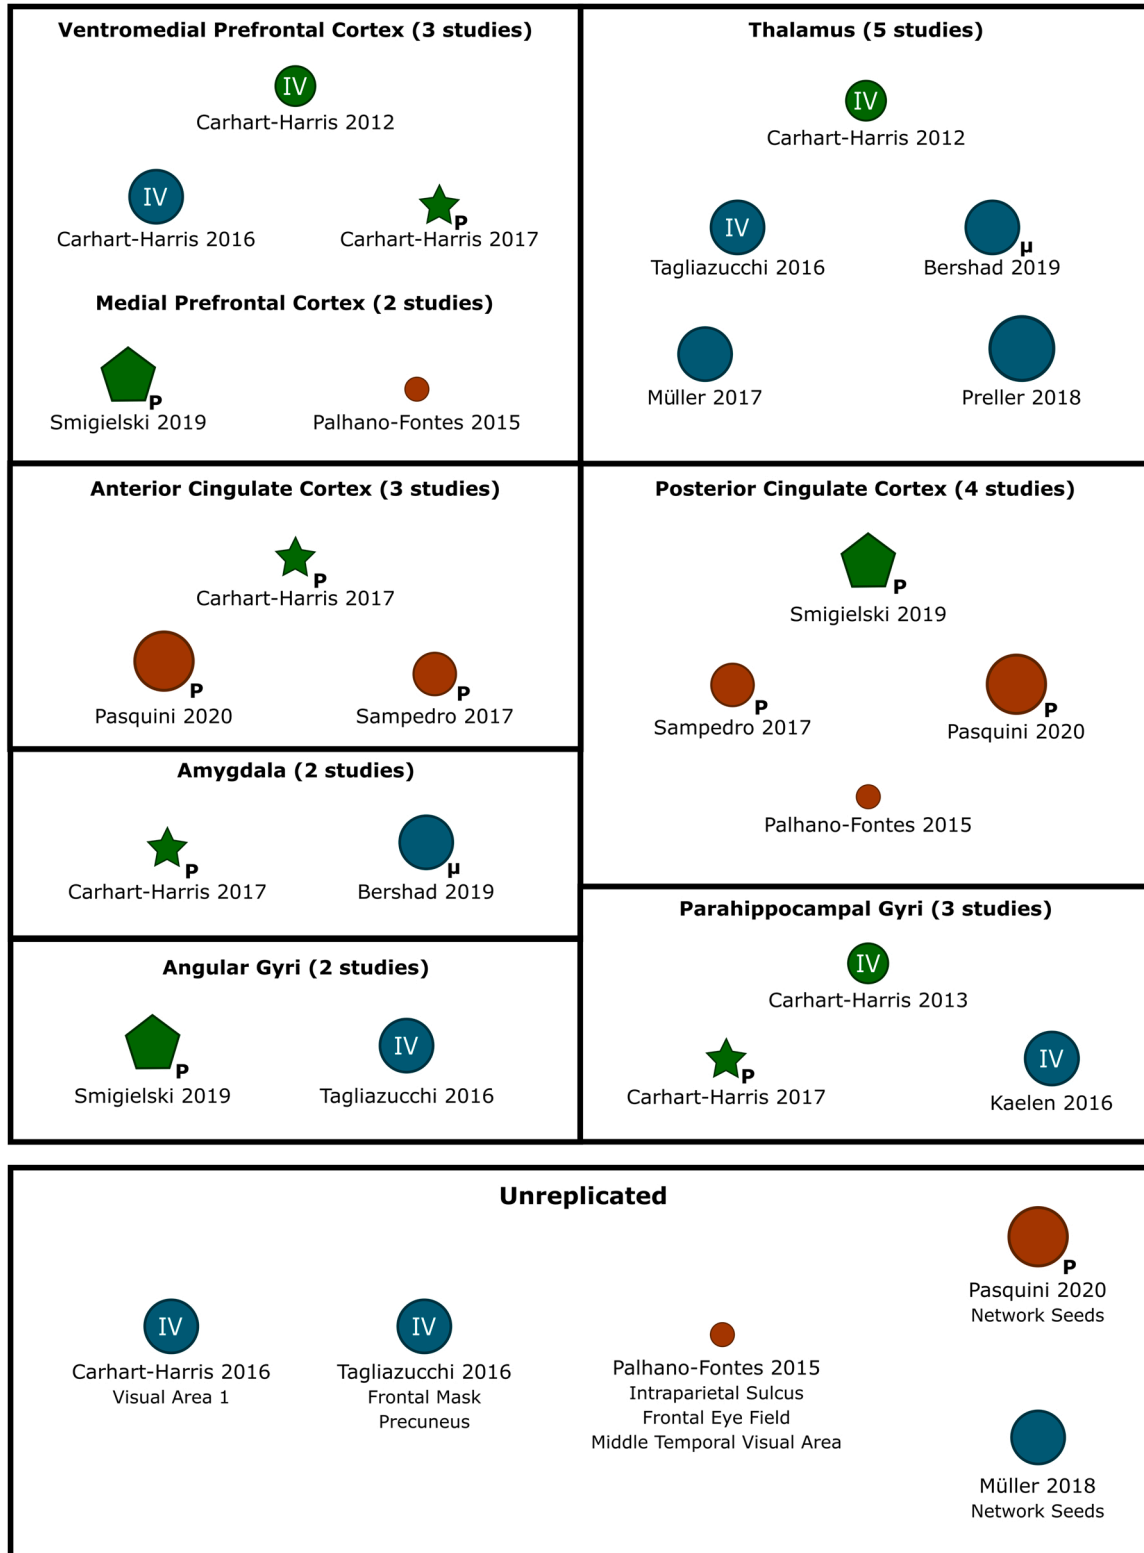 Ventromedial Prefrontal Cortex (3 studies)
IV
Carhart-Harris 2012
IV
Carhart-Harris 2016
P
Carhart-Harris 2017
Medial Prefrontal Cortex (2 studies)
P
Smigielski 2019
Palhano-Fontes 2015
Thalamus (5 studies)
IV
Carhart-Harris 2012
IV
Tagliazucchi 2016
μ
Bershad 2019
Müller 2017
Preller 2018
Anterior Cingulate Cortex (3 studies)
P
Carhart-Harris 2017
P
Pasquini 2020
P
Sampedro 2017
Posterior Cingulate Cortex (4 studies)
P
Smigielski 2019
P
Sampedro 2017
P
Pasquini 2020
Palhano-Fontes 2015
Amygdala (2 studies)
P
Carhart-Harris 2017
μ
Bershad 2019
Parahippocampal Gyri (3 studies)
IV
Carhart-Harris 2013
P
Carhart-Harris 2017
IV
Kaelen 2016
Angular Gyri (2 studies)
P
Smigielski 2019
IV
Tagliazucchi 2016
Unreplicated
IV
Carhart-Harris 2016
Visual Area 1
IV
Tagliazucchi 2016
Frontal Mask
Precuneus
Palhano-Fontes 2015
Intraparietal Sulcus
Frontal Eye Field
Middle Temporal Visual Area
P
Pasquini 2020
Network Seeds
Müller 2018
Network Seeds